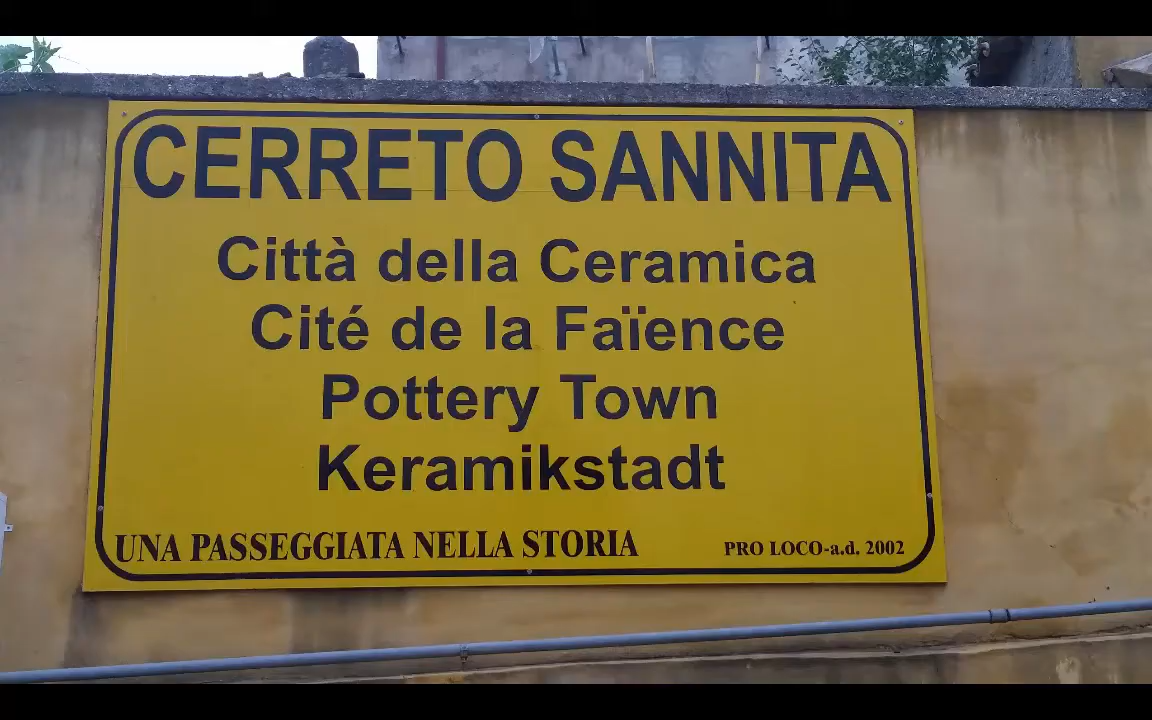 CERRETO SANNITA
Città della Ceramica
Cité de la Faïence
Pottery Town
Keramikstadt
UNA PASSEGGIATA NELLA STORIA
PRO LOCO-a.d. 2002